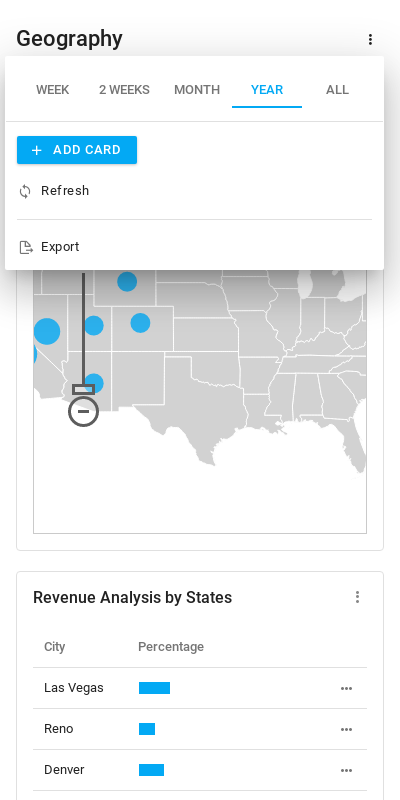 Geography
WEEK 2 WEEKS MONTH YEAR ALL
ADD CARD
Refresh
Export
Revenue Analysis by States
City Percentage
Las Vegas
Reno
Denver